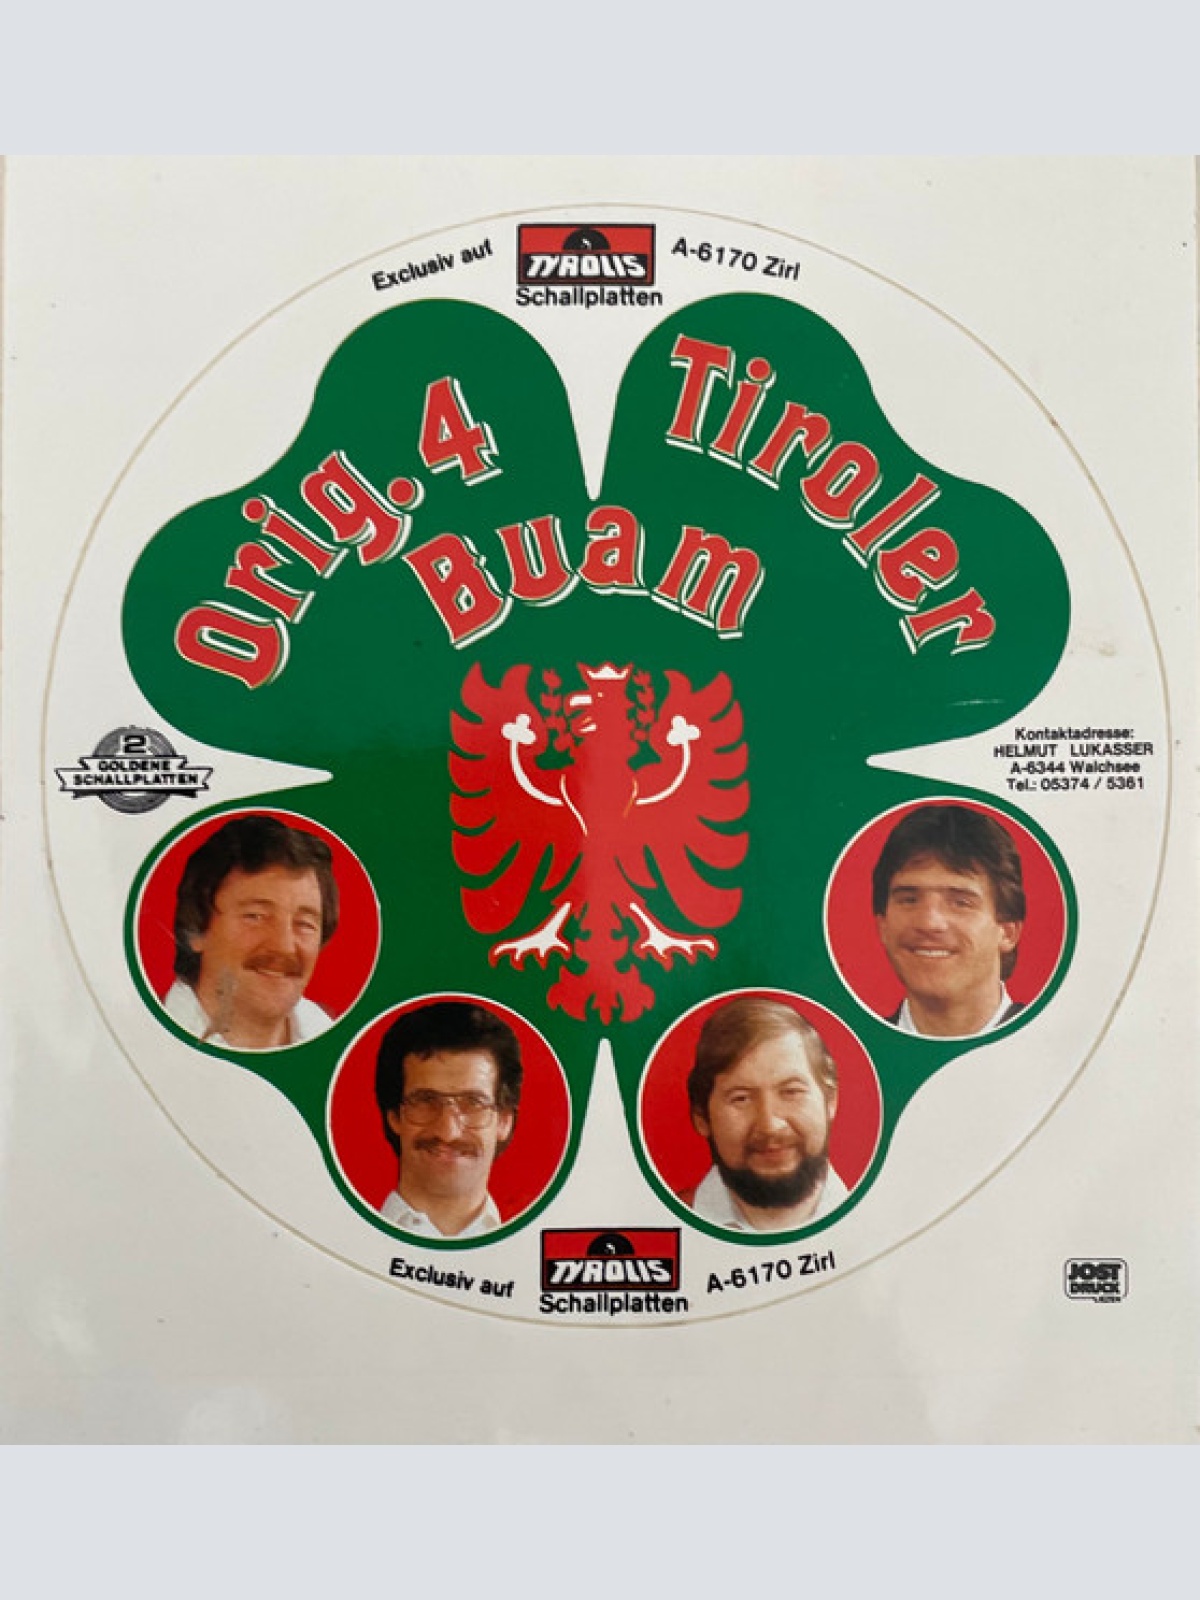 Exclusiv auf
TYROLIS
Schallplatten
A-6170 Zirl
Orig. 4
Tiroler
Buam
2
GOLDENE
SCHALLPLATTEN
Kontaktadresse:
HELMUT LUKASSER
A-6344 Walchsee
Tel.: 05374 / 5361
Exclusiv auf
TYROLIS
Schallplatten
A-6170 Zirl
JOST
DRUCK